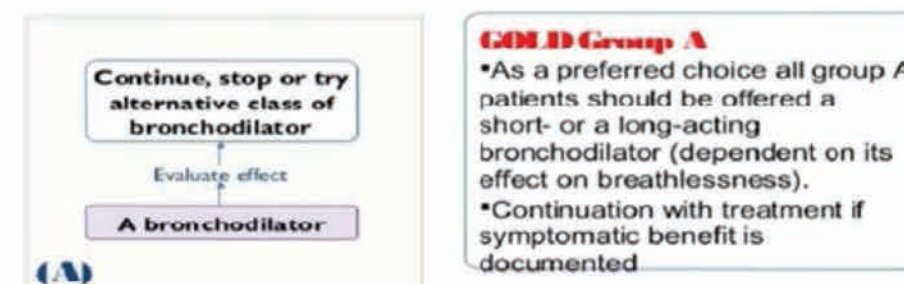 Continue, stop or try
alternative class of
bronchodilator
Evaluate effect
A bronchodilator
(A)
GOLD Group A
▪As a preferred choice all group A
patients should be offered a
short- or a long-acting
bronchodilator (dependent on its
effect on breathlessness).
▪Continuation with treatment if
symptomatic benefit is
documented